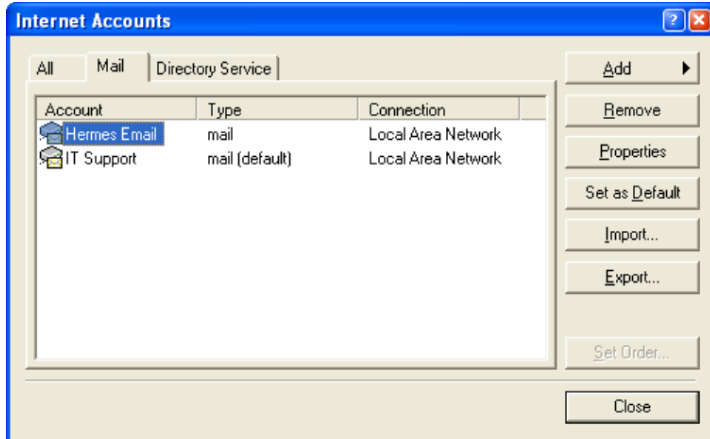 Internet Accounts
All Mail Directory Service
Add
Account Type Connection
Remove
Hermes Email mail Local Area Network
IT Support mail (default) Local Area Network
Properties
Set as Default
Import...
Export...
Set Order...
Close